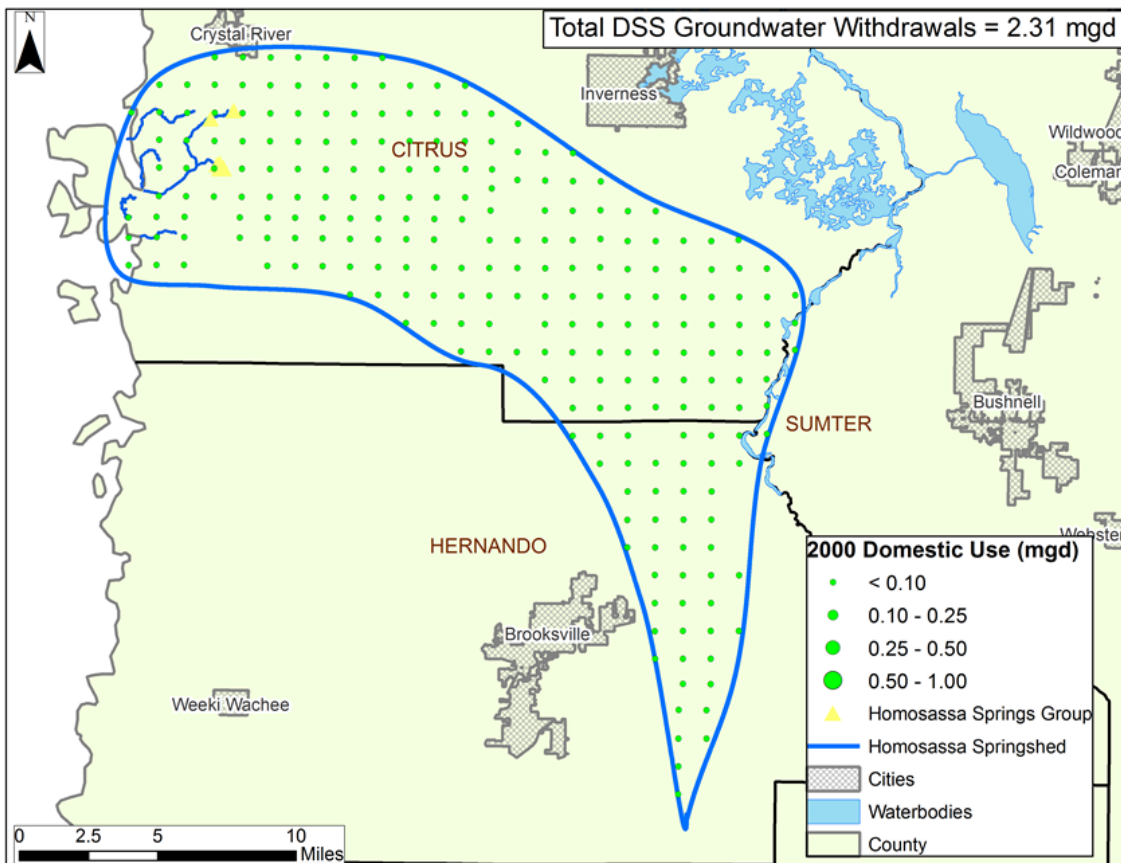 N
Crystal River
Total DSS Groundwater Withdrawals = 2.31 mgd
Inverness
Wildwood
Coleman
CITRUS
SUMTER
Bushnell
HERNANDO
Webster
Brooksville
Weeki Wachee
2000 Domestic Use (mgd)
< 0.10
0.10 - 0.25
0.25 - 0.50
0.50 - 1.00
Homosassa Springs Group
Homosassa Springshed
Cities
Waterbodies
County
0 2.5 5 10
Miles